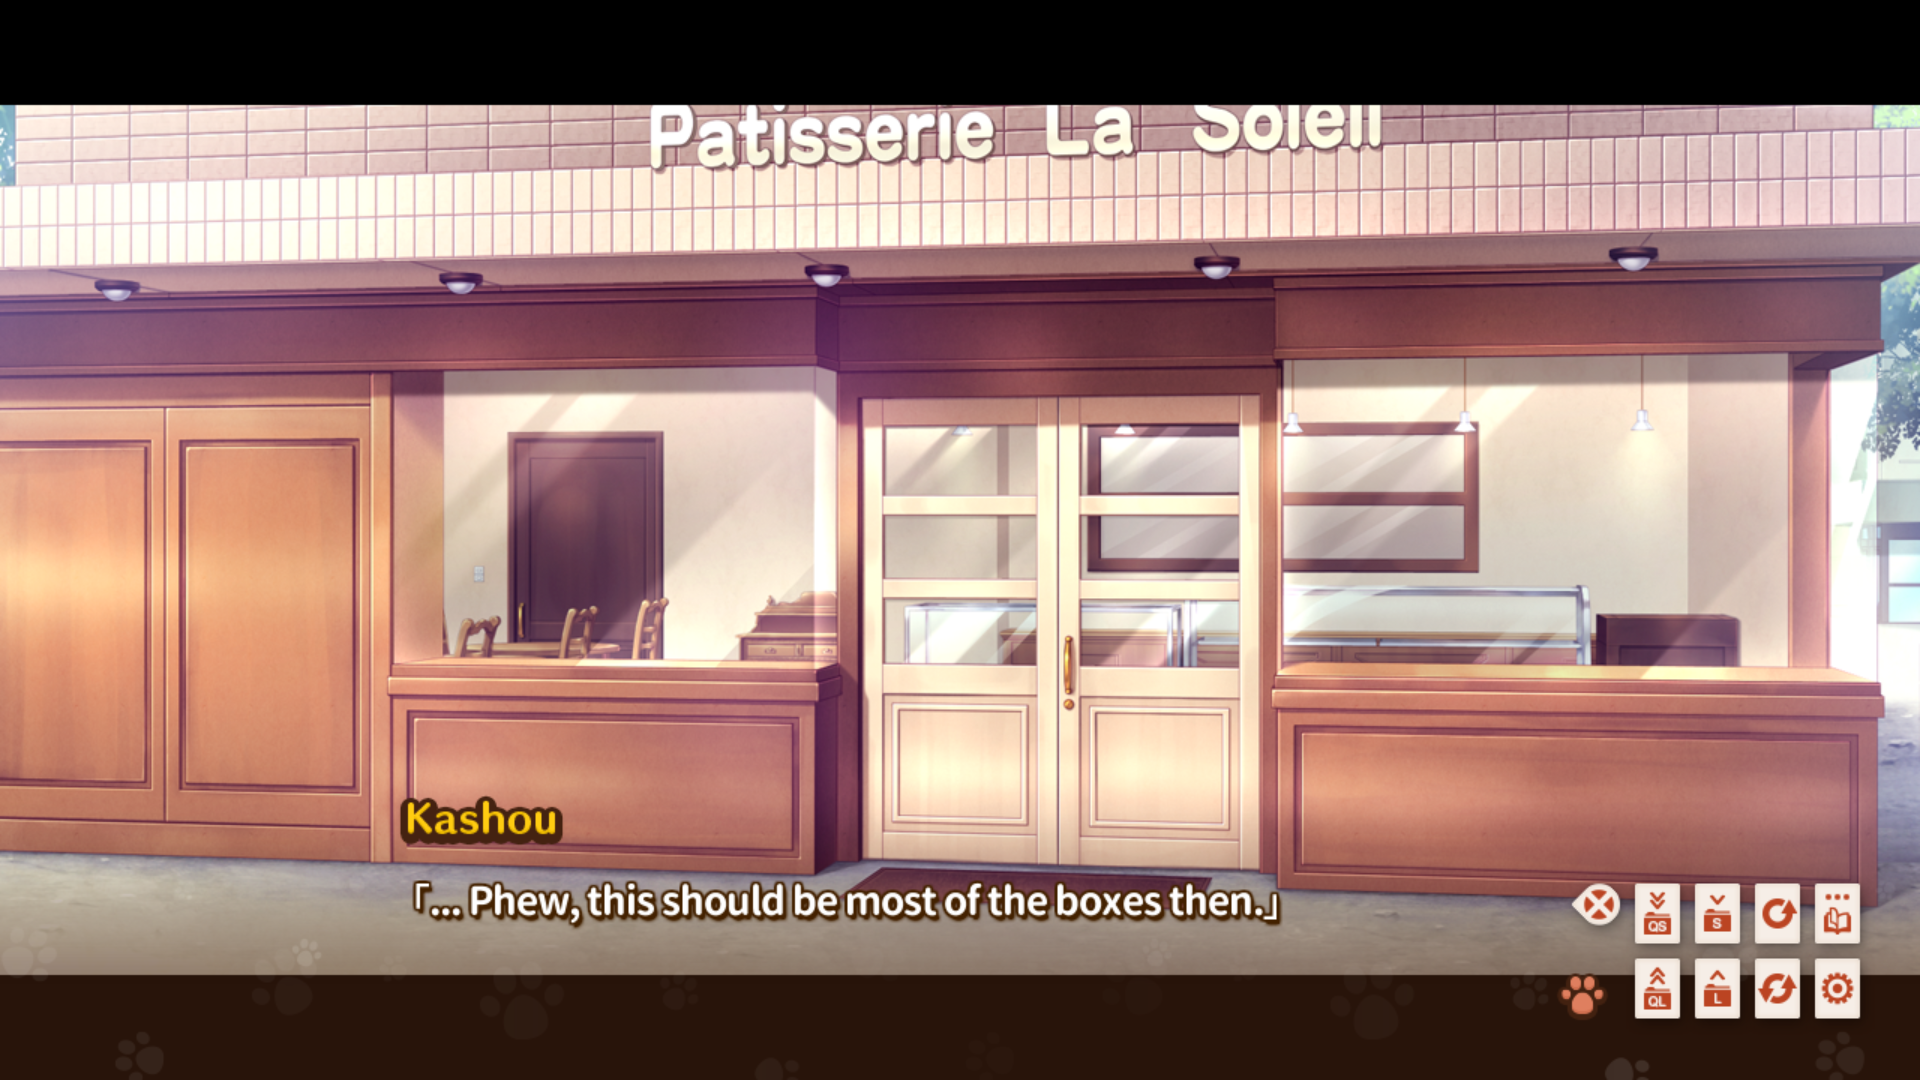 Patisserie La Soleil
Kashou
「... Phew, this should be most of the boxes then.」
QS
S
QL
L